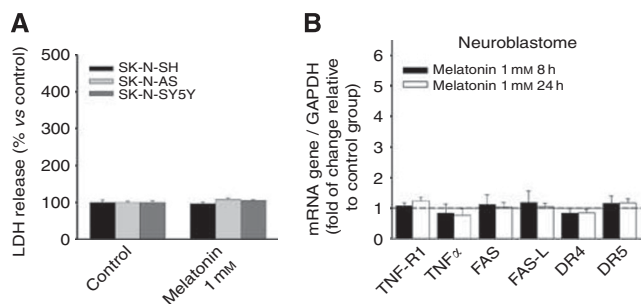 A
LDH release (% vs control)
500
400
300
200
100
0
SK-N-SH
SK-N-AS
SK-N-SY5Y
Control
Melatonin
1 mM
B
Neuroblastome
mRNA gene / GAPDH
(fold of change relative
to control group)
6
5
4
3
2
1
0
Melatonin 1 mM 8 h
Melatonin 1 mM 24 h
TNF-R1
TNFα
FAS
FAS-L
DR4
DR5